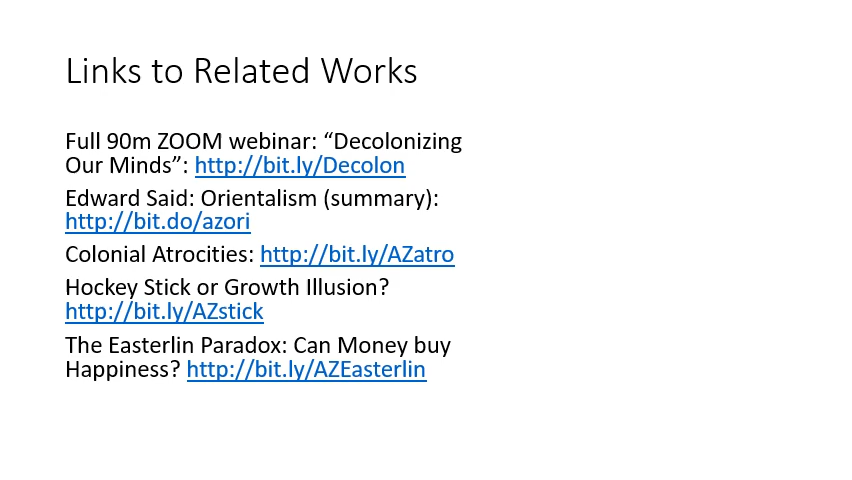 Links to Related Works
Full 90m ZOOM webinar: “Decolonizing
Our Minds”: http://bit.ly/Decolon
Edward Said: Orientalism (summary):
http://bit.do/azori
Colonial Atrocities: http://bit.ly/AZatro
Hockey Stick or Growth Illusion?
http://bit.ly/AZstick
The Easterlin Paradox: Can Money buy
Happiness? http://bit.ly/AZEasterlin